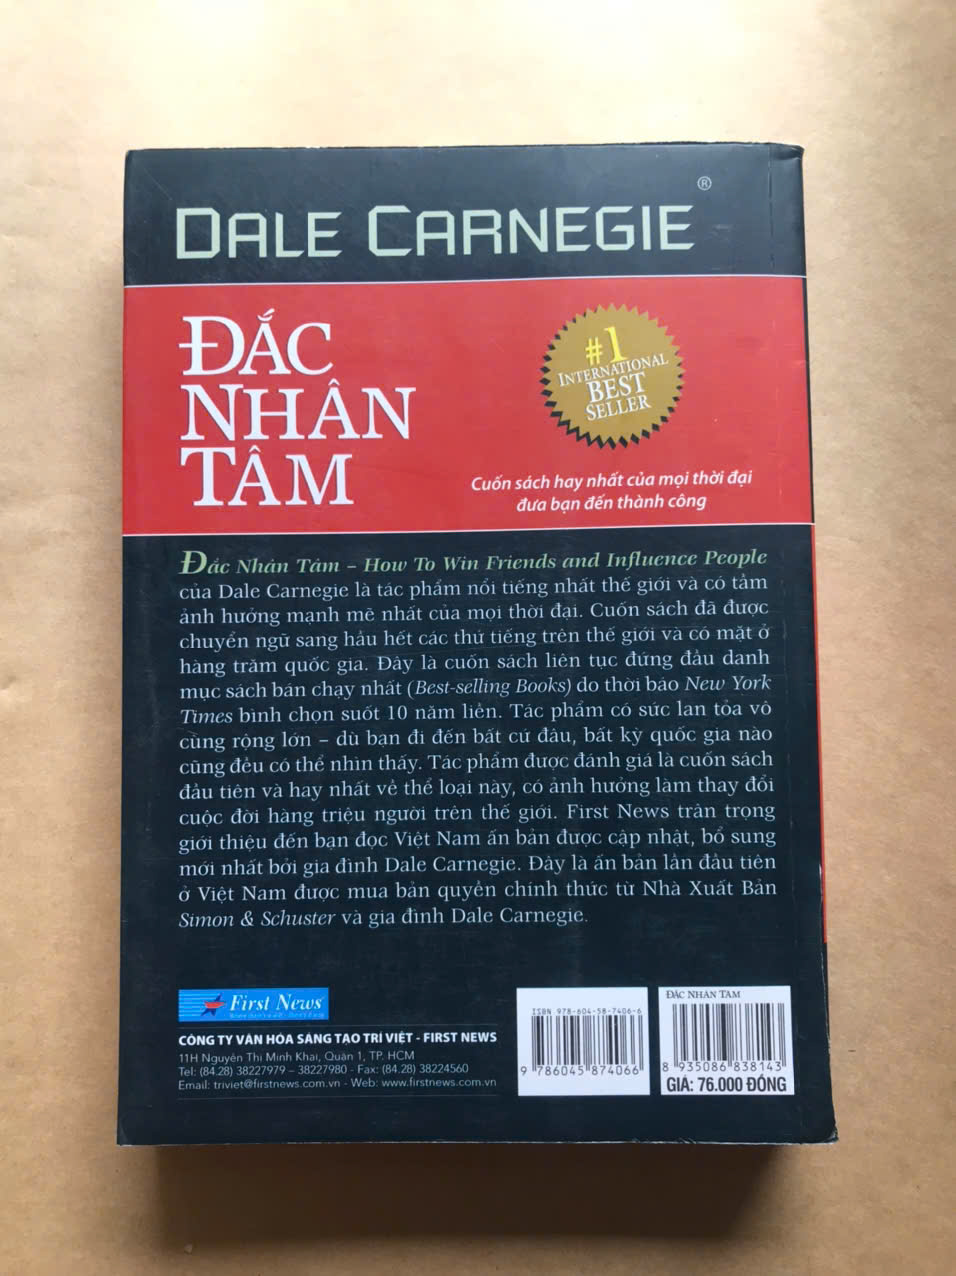 DALE CARNEGIE ®
ĐẮC
NHÂN
TÂM
#1
INTERNATIONAL
BEST
SELLER
Cuốn sách hay nhất của mọi thời đại
đưa bạn đến thành công
Đắc Nhân Tâm – How To Win Friends and Influence People
của Dale Carnegie là tác phẩm nổi tiếng nhất thế giới và có tầm
ảnh hưởng mạnh mẽ nhất của mọi thời đại. Cuốn sách đã được
chuyển ngữ sang hầu hết các thứ tiếng trên thế giới và có mặt ở
hàng trăm quốc gia. Đây là cuốn sách liên tục đứng đầu danh
mục sách bán chạy nhất (Best-selling Books) do thời báo New York
Times bình chọn suốt 10 năm liền. Tác phẩm có sức lan tỏa vô
cùng rộng lớn – dù bạn đi đến bất cứ đâu, bất kỳ quốc gia nào
cũng đều có thể nhìn thấy. Tác phẩm được đánh giá là cuốn sách
đầu tiên và hay nhất về thể loại này, có ảnh hưởng làm thay đổi
cuộc đời hàng triệu người trên thế giới. First News trân trọng
giới thiệu đến bạn đọc Việt Nam ấn bản được cập nhật, bổ sung
mới nhất bởi gia đình Dale Carnegie. Đây là ấn bản lần đầu tiên
ở Việt Nam được mua bản quyền chính thức từ Nhà Xuất Bản
Simon & Schuster và gia đình Dale Carnegie.
First News
CÔNG TY VĂN HÓA SÁNG TẠO TRÍ VIỆT - FIRST NEWS
11H Nguyễn Thị Minh Khai, Quận 1, TP. HCM
Tel: (84.28) 38227979 – 38227980 - Fax: (84.28) 38224560
Email: triviet@firstnews.com.vn - Web: www.firstnews.com.vn
ISBN 978-604-58-7406-6
9 786045 874066
ĐẮC NHÂN TÂM
8 935086 838143
GIÁ: 76.000 ĐỒNG